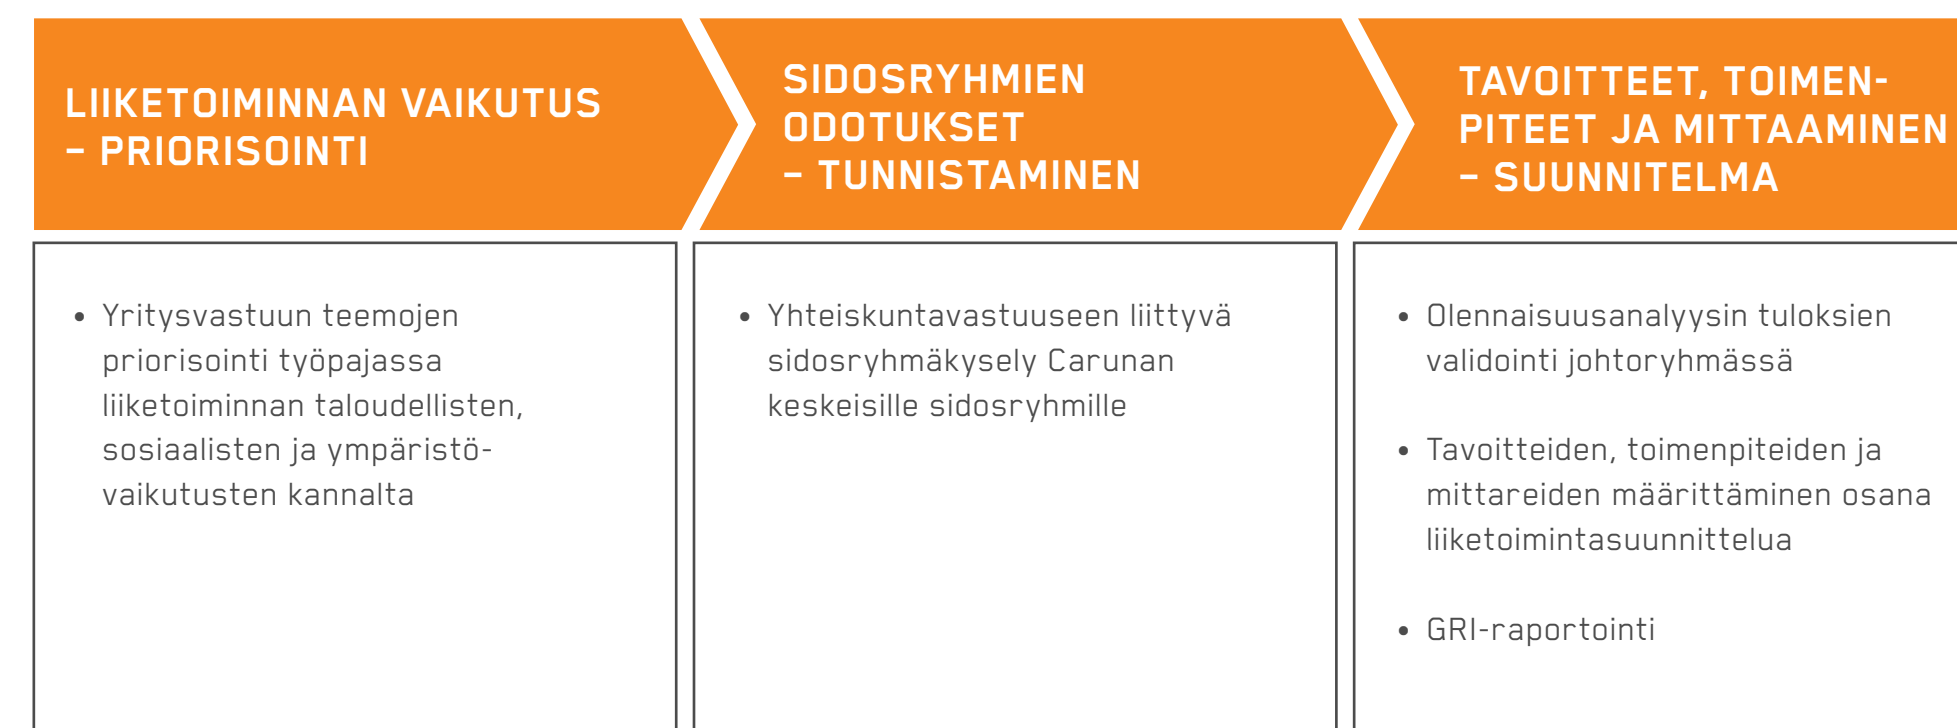 LIIKETOIMINNAN VAIKUTUS
– PRIORISOINTI
SIDOSRYHMIEN
ODOTUKSET
– TUNNISTAMINEN
TAVOITTEET, TOIMEN-
PITEET JA MITTAAMINEN
– SUUNNITELMA
• Yritysvastuun teemojen
priorisointi työpajassa
liiketoiminnan taloudellisten,
sosiaalisten ja ympäristö-
vaikutusten kannalta
• Yhteiskuntavastuuseen liittyvä
sidosryhmäkysely Carunan
keskeisille sidosryhmille
• Olennaisuusanalyysin tuloksien
validointi johtoryhmässä
• Tavoitteiden, toimenpiteiden ja
mittareiden määrittäminen osana
liiketoimintasuunnittelua
• GRI-raportointi